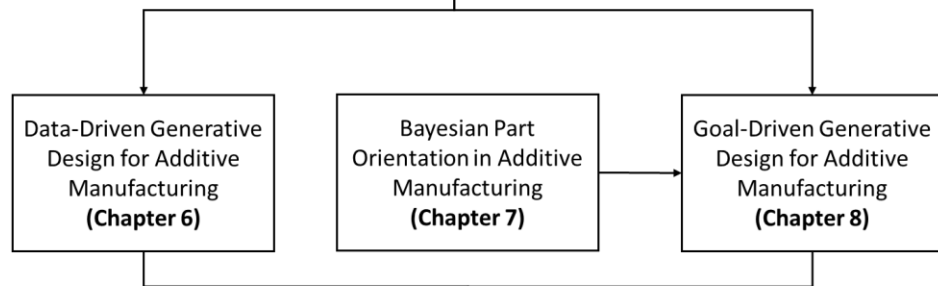 Data-Driven Generative
Design for Additive
Manufacturing
(Chapter 6)
Bayesian Part
Orientation in Additive
Manufacturing
(Chapter 7)
Goal-Driven Generative
Design for Additive
Manufacturing
(Chapter 8)